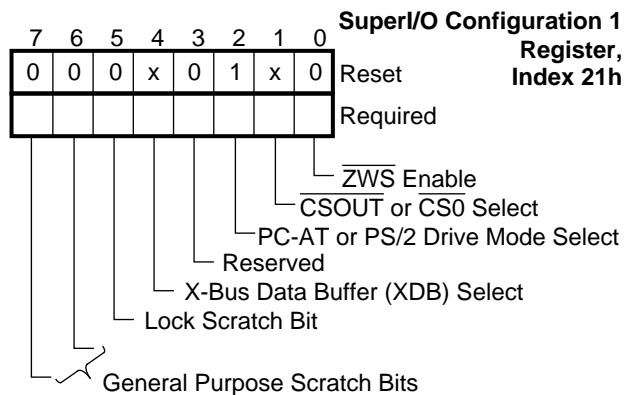 SuperI/O Configuration 1
Register,
Index 21h
7 6 5 4 3 2 1 0
0 0 0 x 0 1 x 0 Reset
Required
ZWS Enable
CSOUT or CS0 Select
PC-AT or PS/2 Drive Mode Select
Reserved
X-Bus Data Buffer (XDB) Select
Lock Scratch Bit
General Purpose Scratch Bits